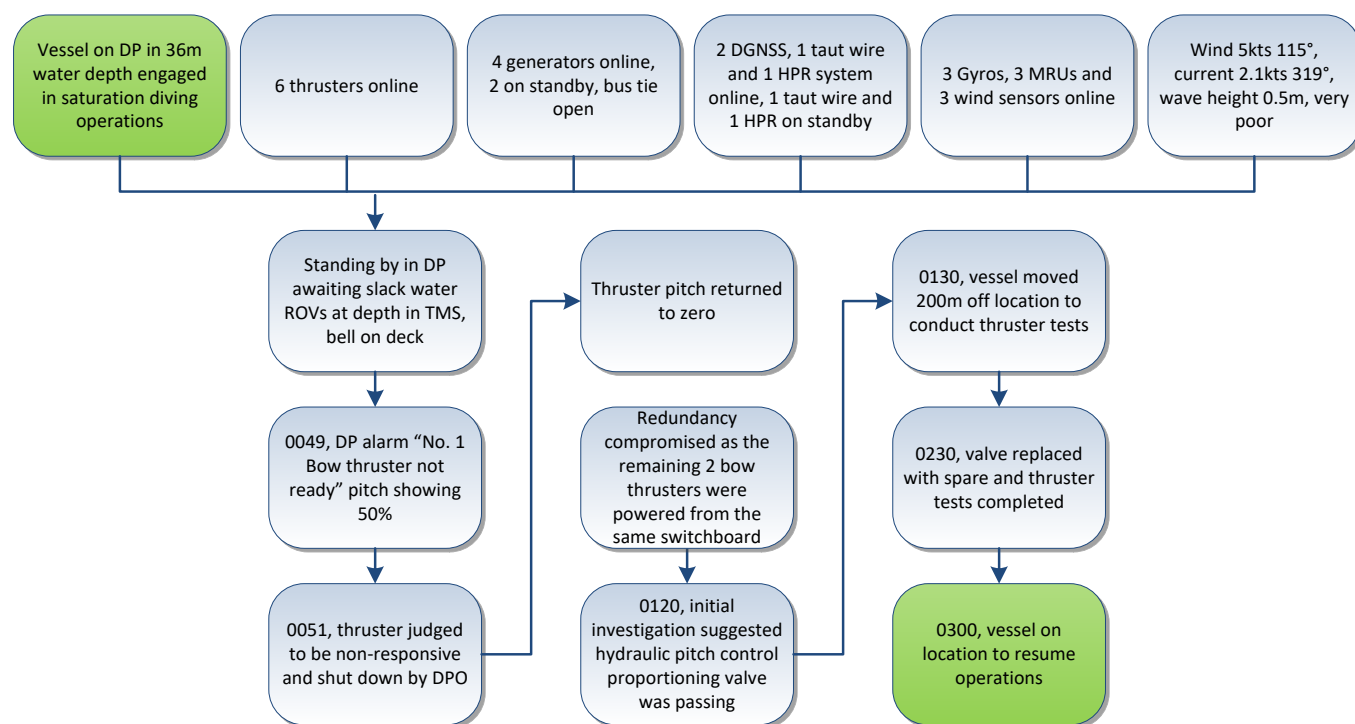 Vessel on DP in 36m
water depth engaged
in saturation diving
operations
6 thrusters online
4 generators online,
2 on standby, bus tie
open
2 DGNSS, 1 taut wire
and 1 HPR system
online, 1 taut wire and
1 HPR on standby
3 Gyros, 3 MRUs and
3 wind sensors online
Wind 5kts 115°,
current 2.1kts 319°,
wave height 0.5m, very
poor
Standing by in DP
awaiting slack water
ROVs at depth in TMS,
bell on deck
0049, DP alarm “No. 1
Bow thruster not
ready” pitch showing
50%
0051, thruster judged
to be non-responsive
and shut down by DPO
Thruster pitch returned
to zero
Redundancy
compromised as the
remaining 2 bow
thrusters were
powered from the
same switchboard
0120, initial
investigation suggested
hydraulic pitch control
proportioning valve
was passing
0130, vessel moved
200m off location to
conduct thruster tests
0230, valve replaced
with spare and thruster
tests completed
0300, vessel on
location to resume
operations